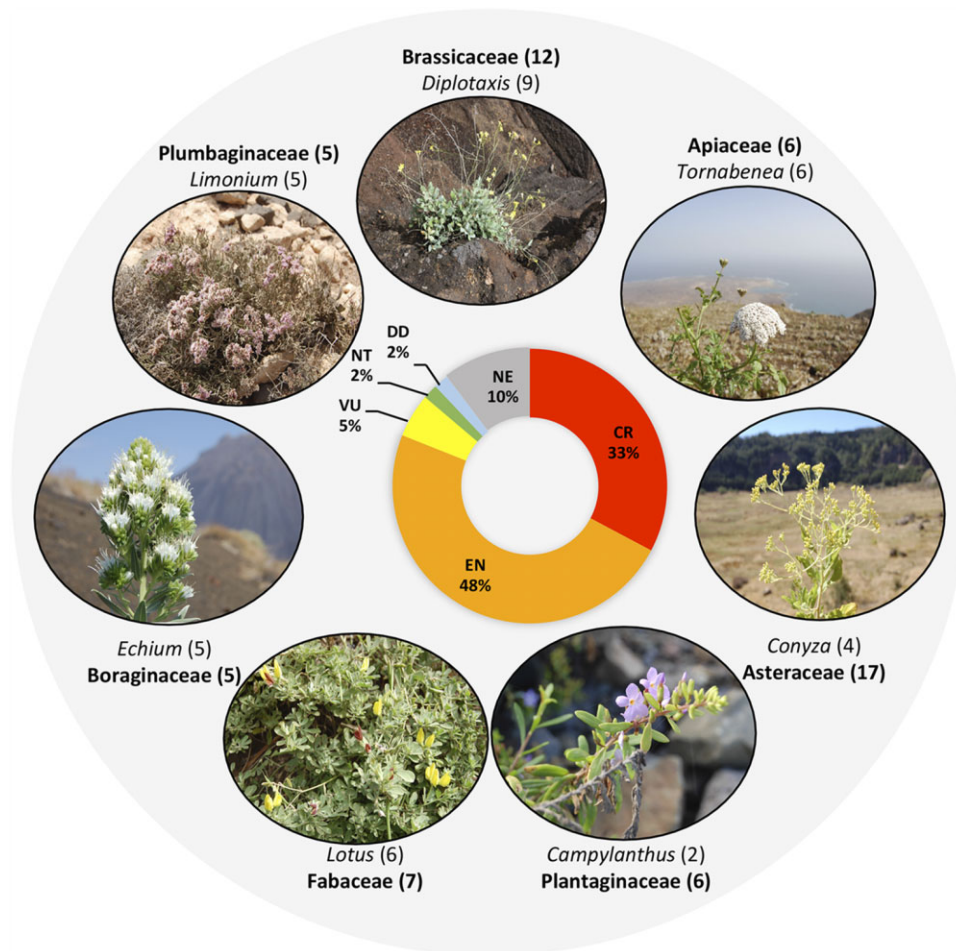 Brassicaceae (12)
Diplotaxis (9)
Plumbaginaceae (5)
Limonium (5)
Apiaceae (6)
Tornabenea (6)
DD
2%
NT
2%
VU
5%
NE
10%
CR
33%
EN
48%
Echium (5)
Boraginaceae (5)
Conyza (4)
Asteraceae (17)
Lotus (6)
Fabaceae (7)
Campylanthus (2)
Plantaginaceae (6)